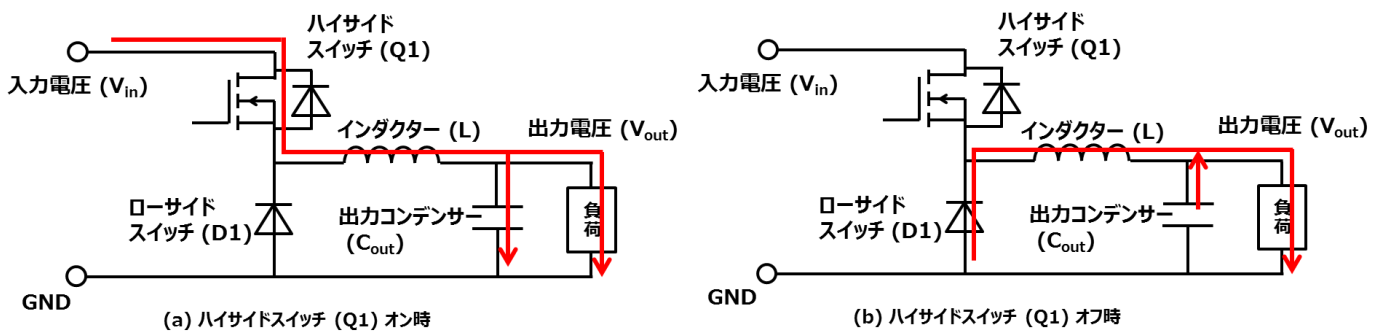 ハイサイド
スイッチ (Q1)
入力電圧 (Vin)
インダクター (L)
出力電圧 (Vout)
ローサイド
スイッチ (D1)
出力コンデンサー
(Cout)
負荷
GND
(a) ハイサイドスイッチ (Q1) オン時
ハイサイド
スイッチ (Q1)
入力電圧 (Vin)
インダクター (L)
出力電圧 (Vout)
ローサイド
スイッチ (D1)
出力コンデンサー
(Cout)
負荷
GND
(b) ハイサイドスイッチ (Q1) オフ時